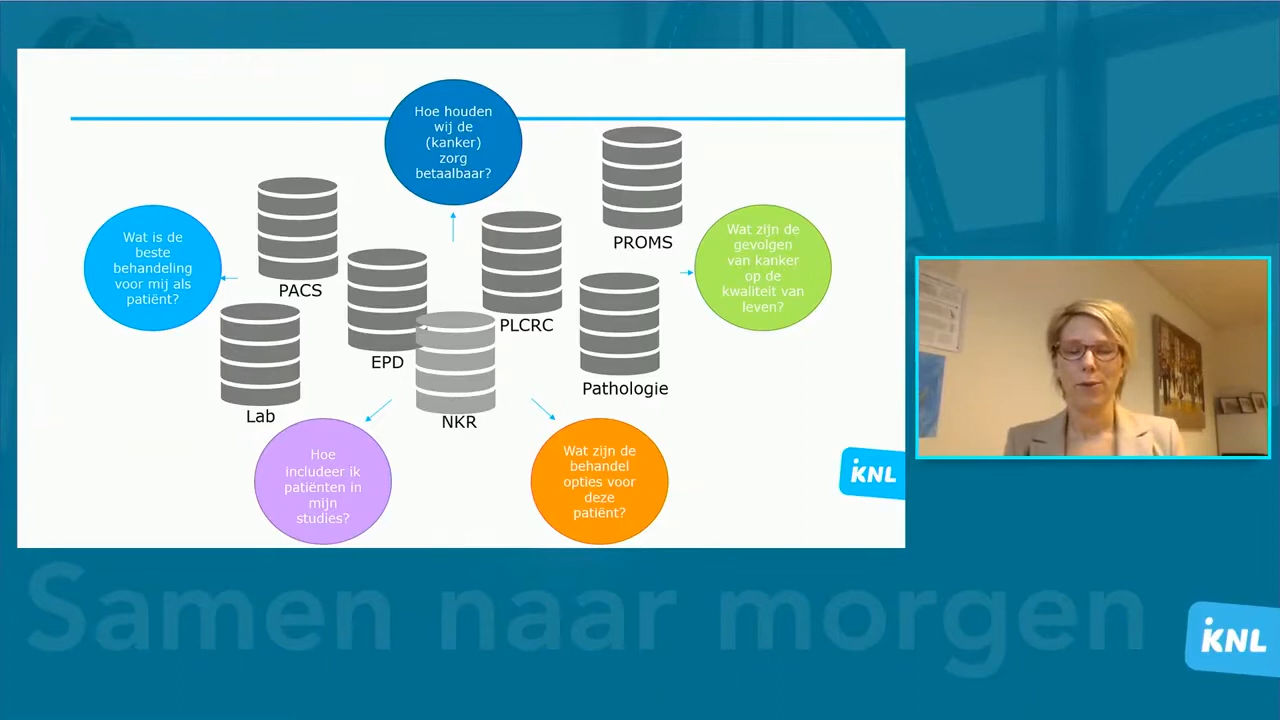 Hoe houden
wij de
(kanker)
zorg
betaalbaar?
Wat is de
beste
behandeling
voor mij als
patiënt?
PACS
PROMS
Wat zijn de
gevolgen
van kanker
op de
kwaliteit van
leven?
PLCRC
EPD
Pathologie
Lab
NKR
Hoe
includeer ik
patiënten in
mijn
studies?
Wat zijn de
behandel
opties voor
deze
patiënt?
iKNL
Samen naar morgen
iKNL